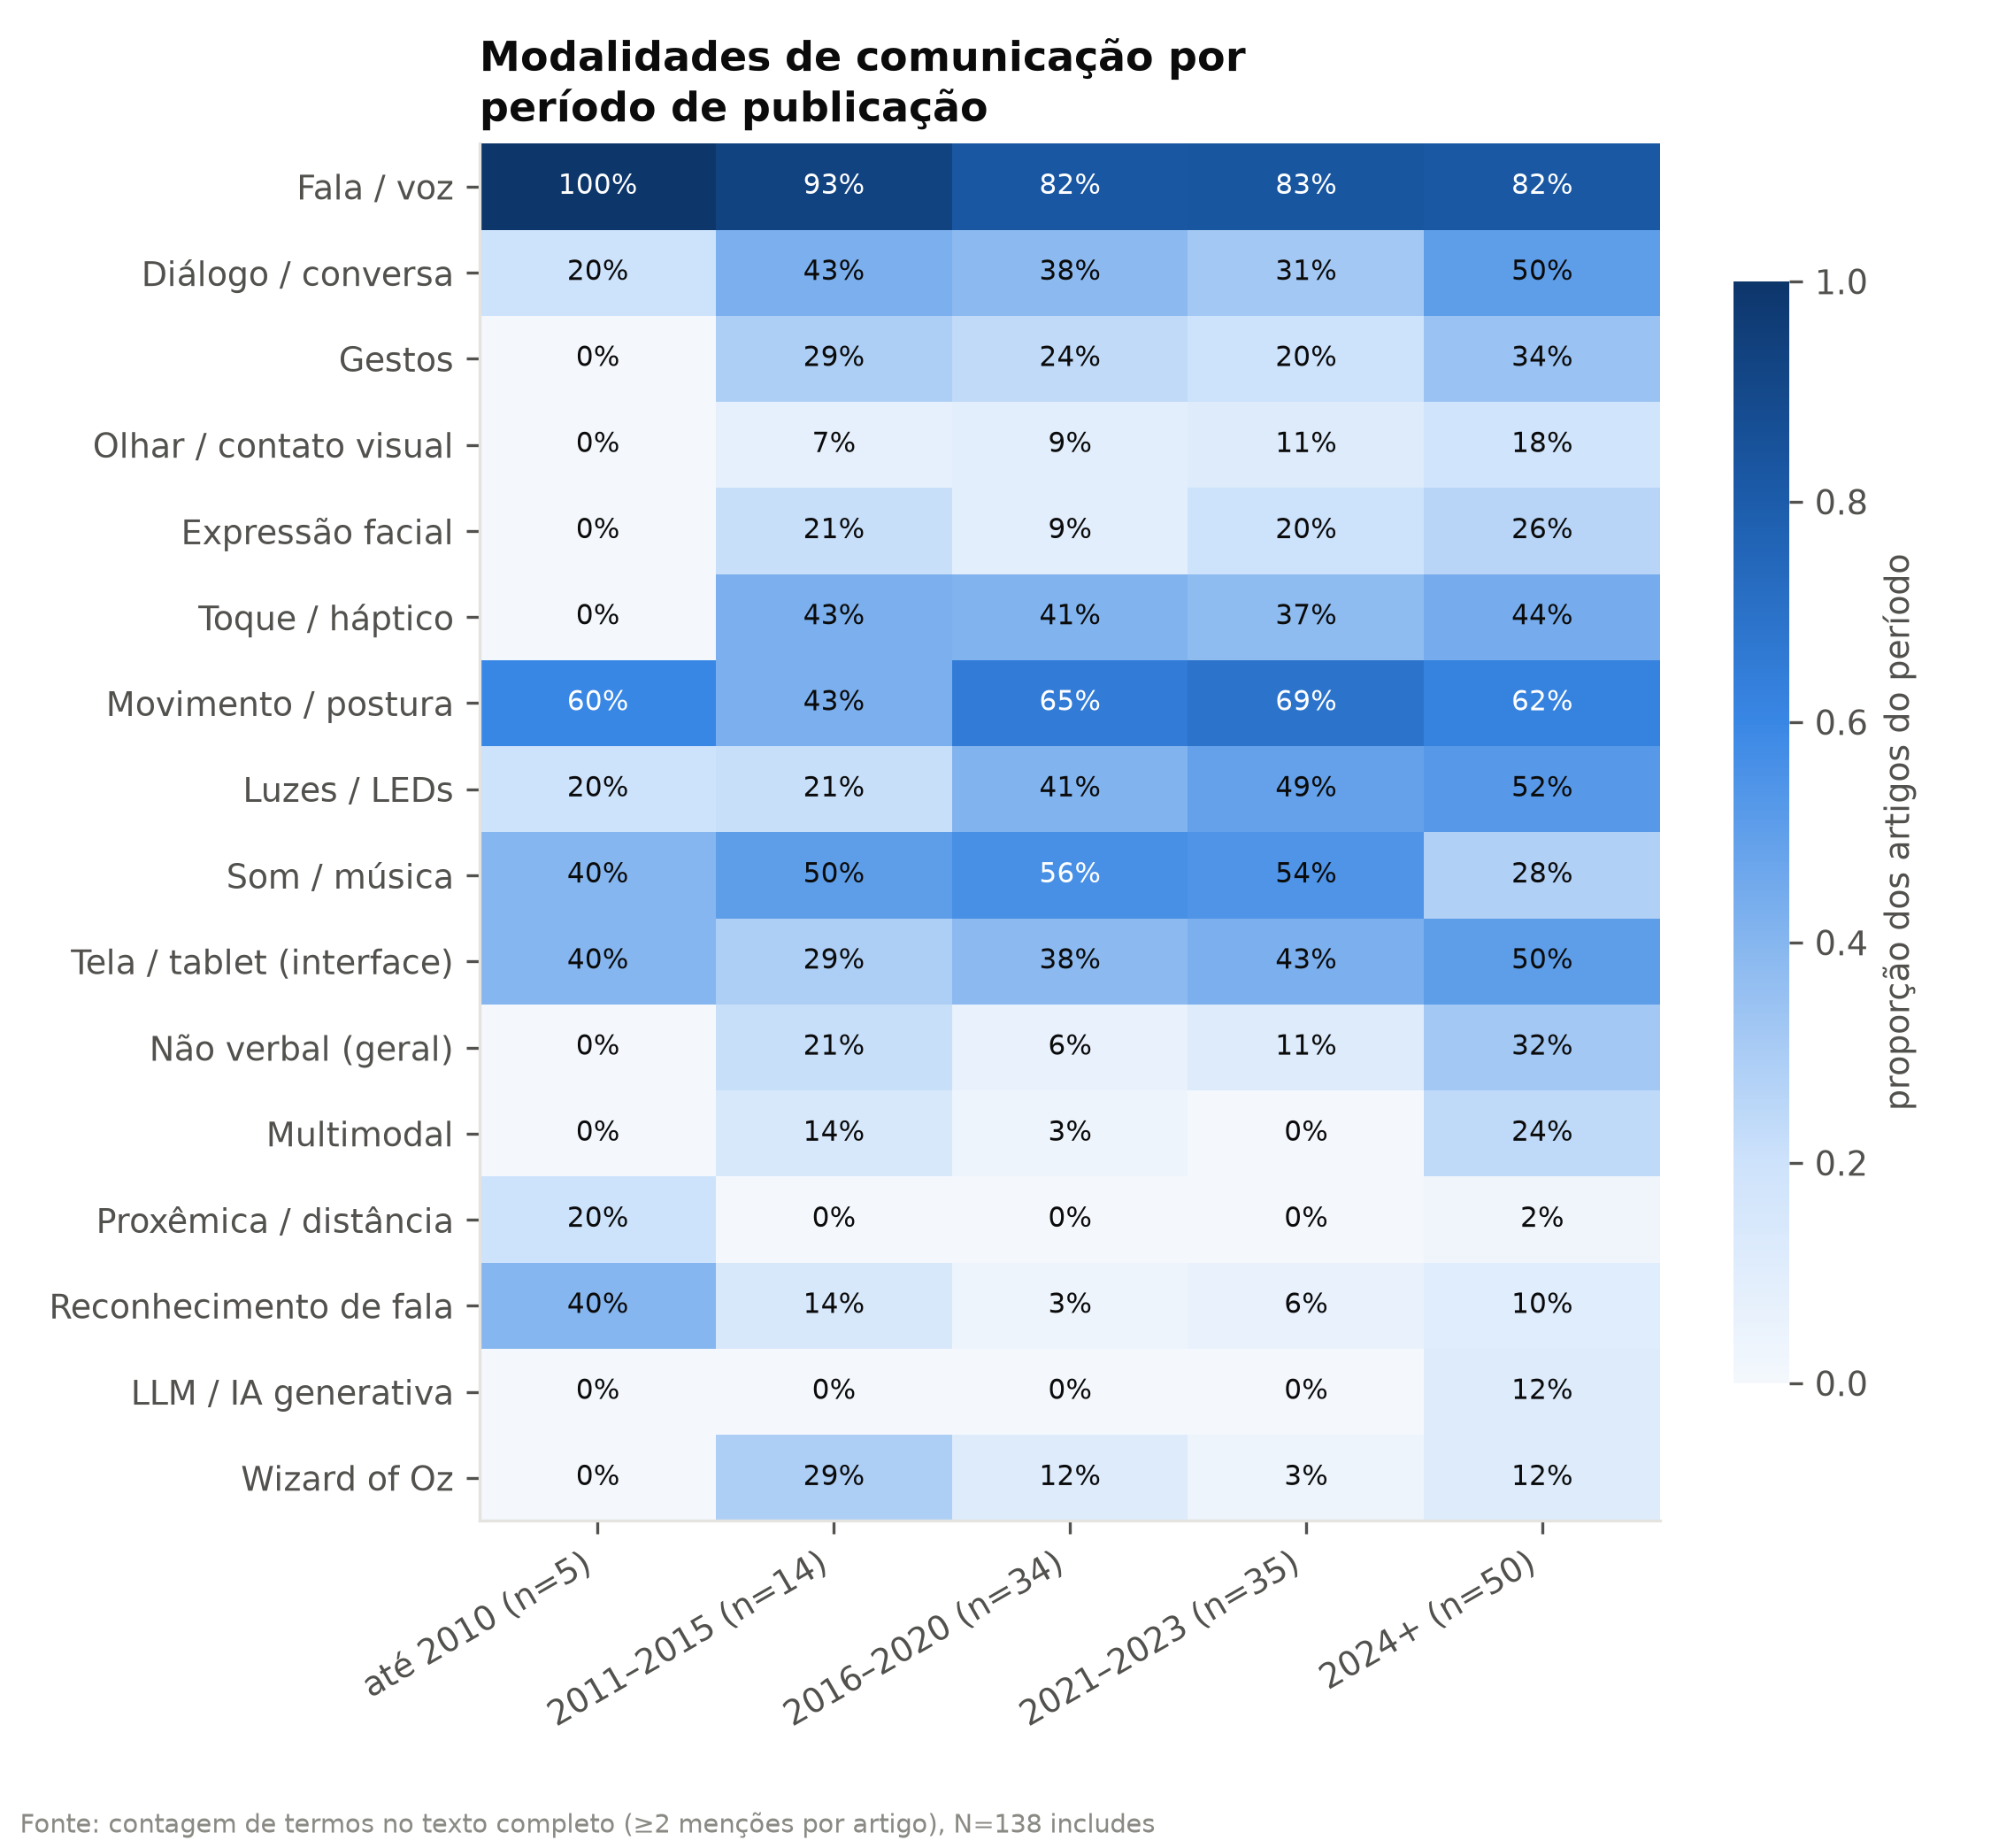 Modalidades de comunicação por
período de publicação
Fala / voz 100% 93% 82% 83% 82%
Diálogo / conversa 20% 43% 38% 31% 50%
Gestos 0% 29% 24% 20% 34%
Olhar / contato visual 0% 7% 9% 11% 18%
Expressão facial 0% 21% 9% 20% 26%
Toque / háptico 0% 43% 41% 37% 44%
Movimento / postura 60% 43% 65% 69% 62%
Luzes / LEDs 20% 21% 41% 49% 52%
Som / música 40% 50% 56% 54% 28%
Tela / tablet (interface) 40% 29% 38% 43% 50%
Não verbal (geral) 0% 21% 6% 11% 32%
Multimodal 0% 14% 3% 0% 24%
Proxêmica / distância 20% 0% 0% 0% 2%
Reconhecimento de fala 40% 14% 3% 6% 10%
LLM / IA generativa 0% 0% 0% 0% 12%
Wizard of Oz 0% 29% 12% 3% 12%
até 2010 (n=5)
2011–2015 (n=14)
2016–2020 (n=34)
2021–2023 (n=35)
2024+ (n=50)
1.0
0.8
0.6
0.4
0.2
0.0
proporção dos artigos do período
Fonte: contagem de termos no texto completo (≥2 menções por artigo), N=138 includes